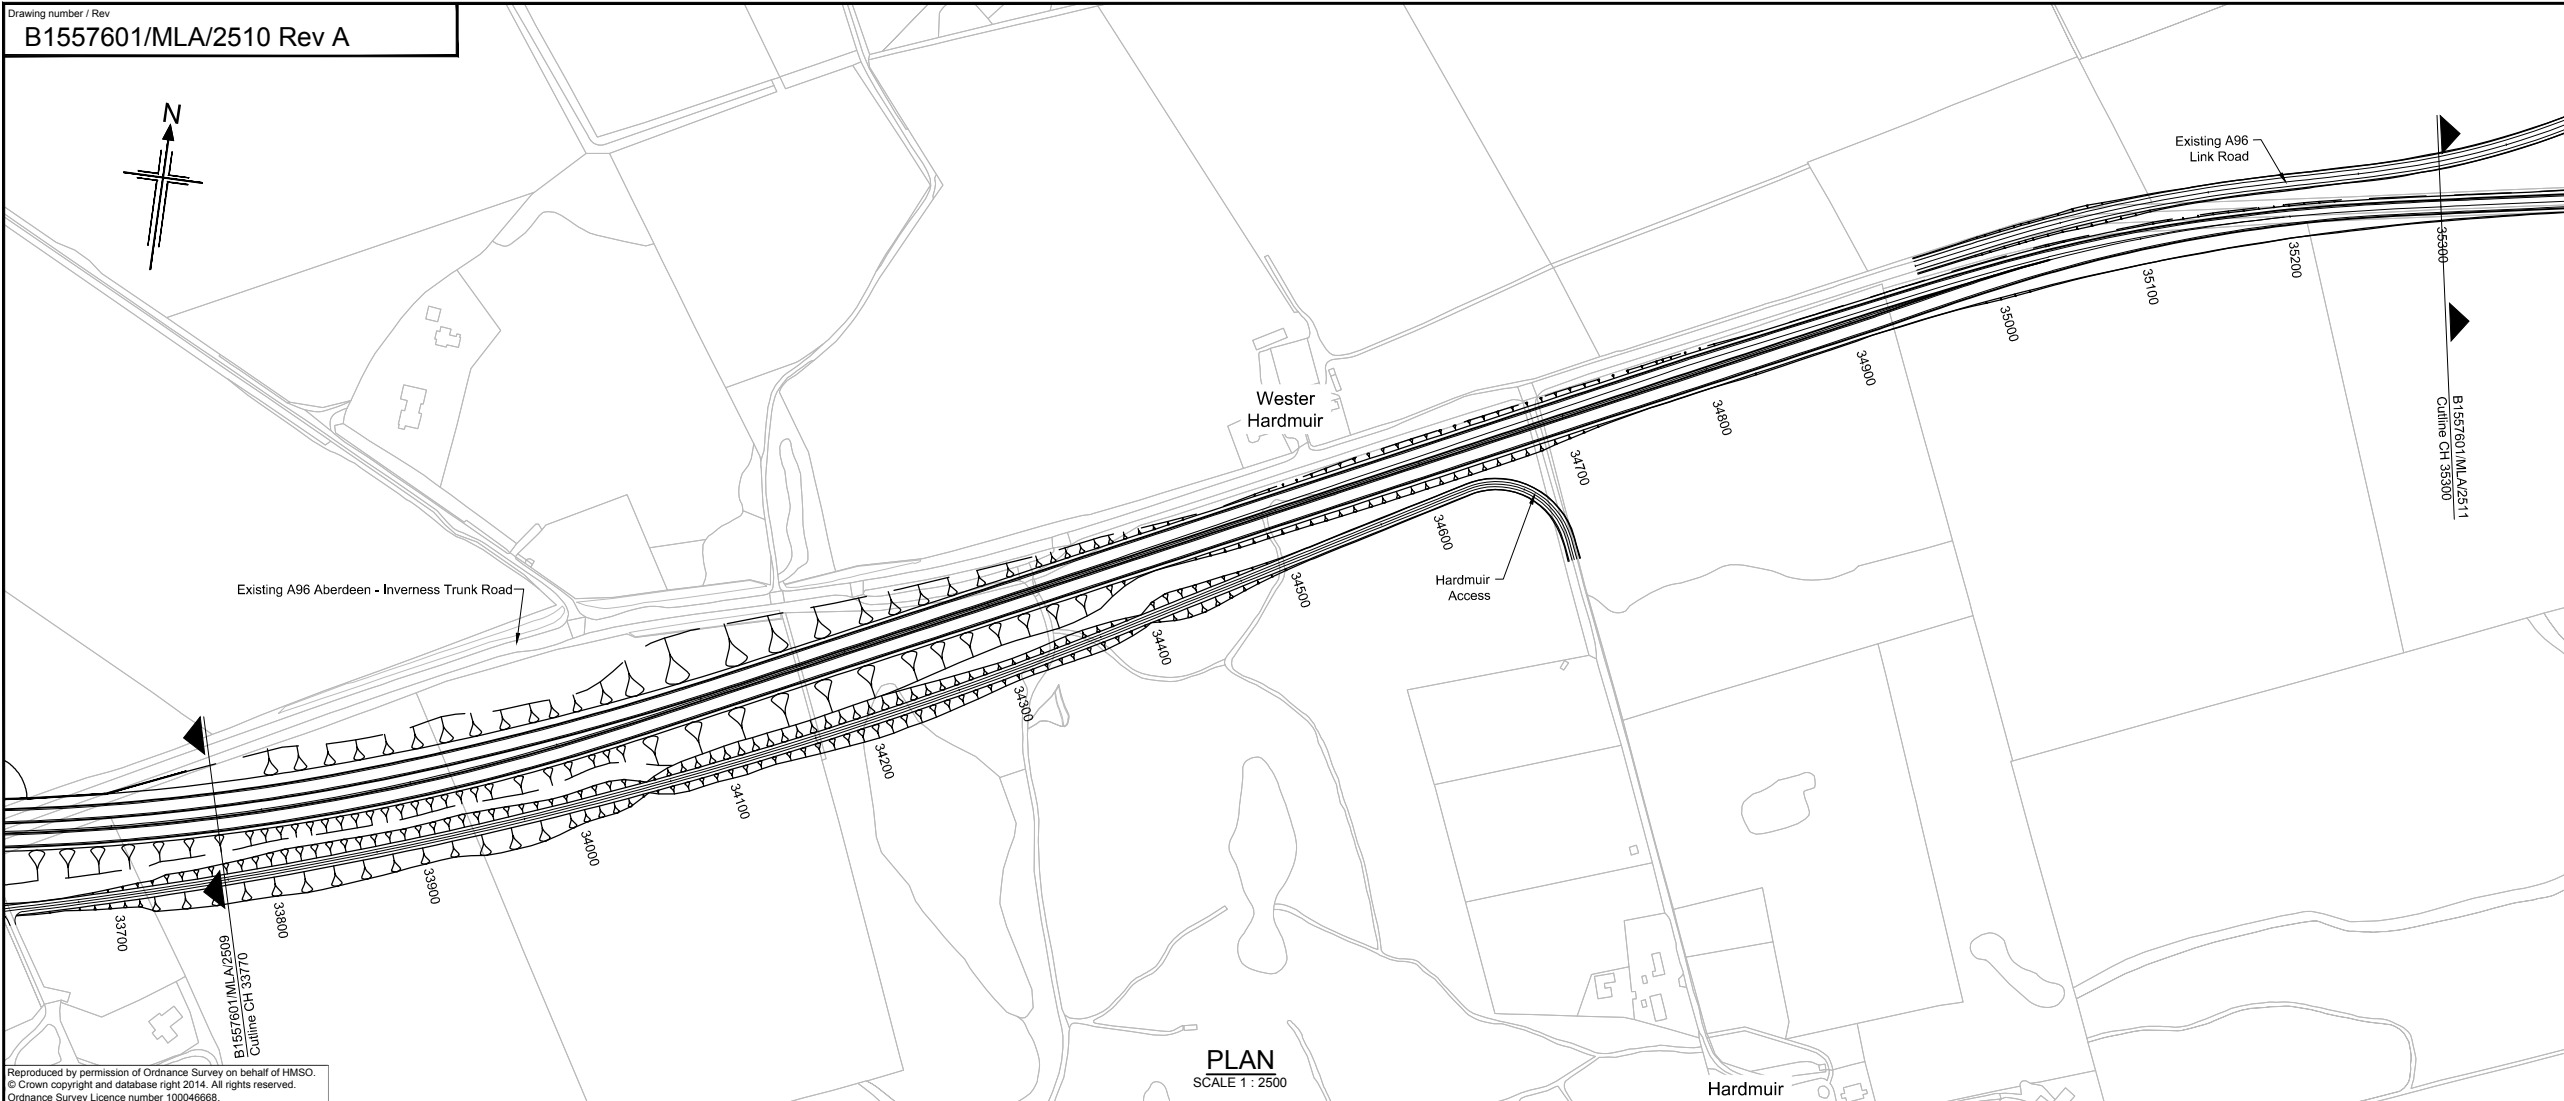 Drawing number / Rev
B1557601/MLA/2510 Rev A
N
Existing A96
Link Road
35300
35200
35100
35000
34900
34800
34700
34600
34500
34400
34300
34200
34100
34000
33900
33800
33700
B1557601/MLA/2511
Cutline CH 35300
Wester
Hardmuir
Existing A96 Aberdeen - Inverness Trunk Road
Hardmuir
Access
B1557601/MLA/2509
Cutline CH 33770
PLAN
SCALE 1 : 2500
Hardmuir
Reproduced by permission of Ordnance Survey on behalf of HMSO.
© Crown copyright and database right 2014. All rights reserved.
Ordnance Survey Licence number 100046668.